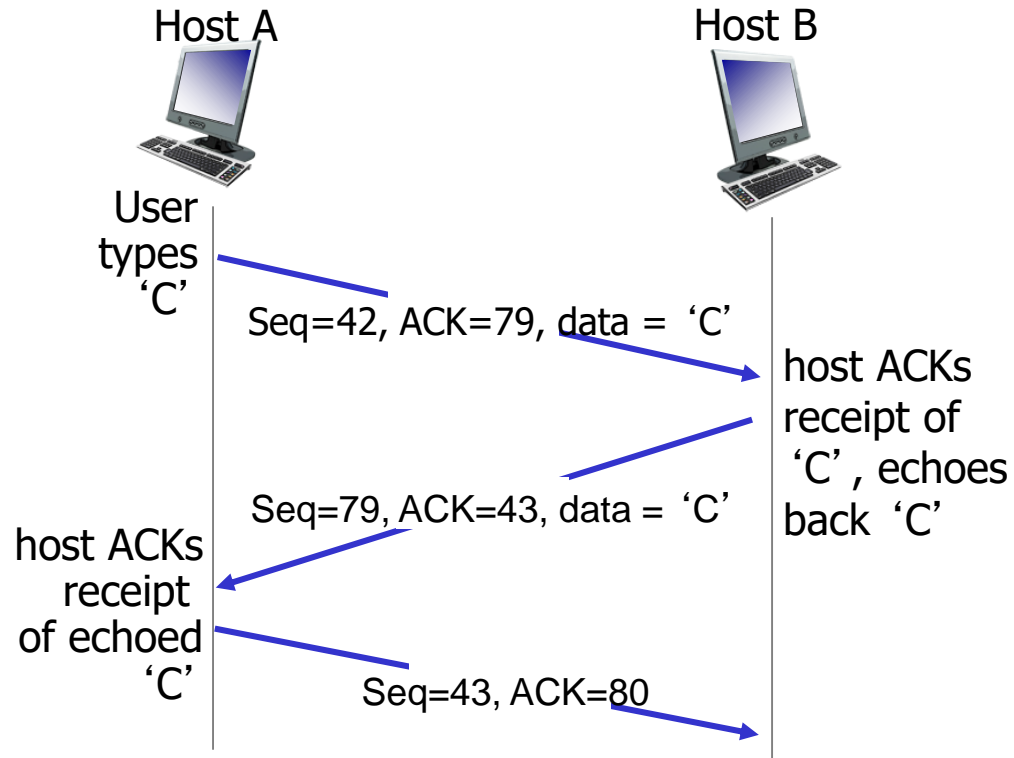 Host A
Host B
User
types
‘C’
Seq=42, ACK=79, data = ‘C’
host ACKs
receipt of
‘C’, echoes
back ‘C’
Seq=79, ACK=43, data = ‘C’
host ACKs
receipt
of echoed
‘C’
Seq=43, ACK=80